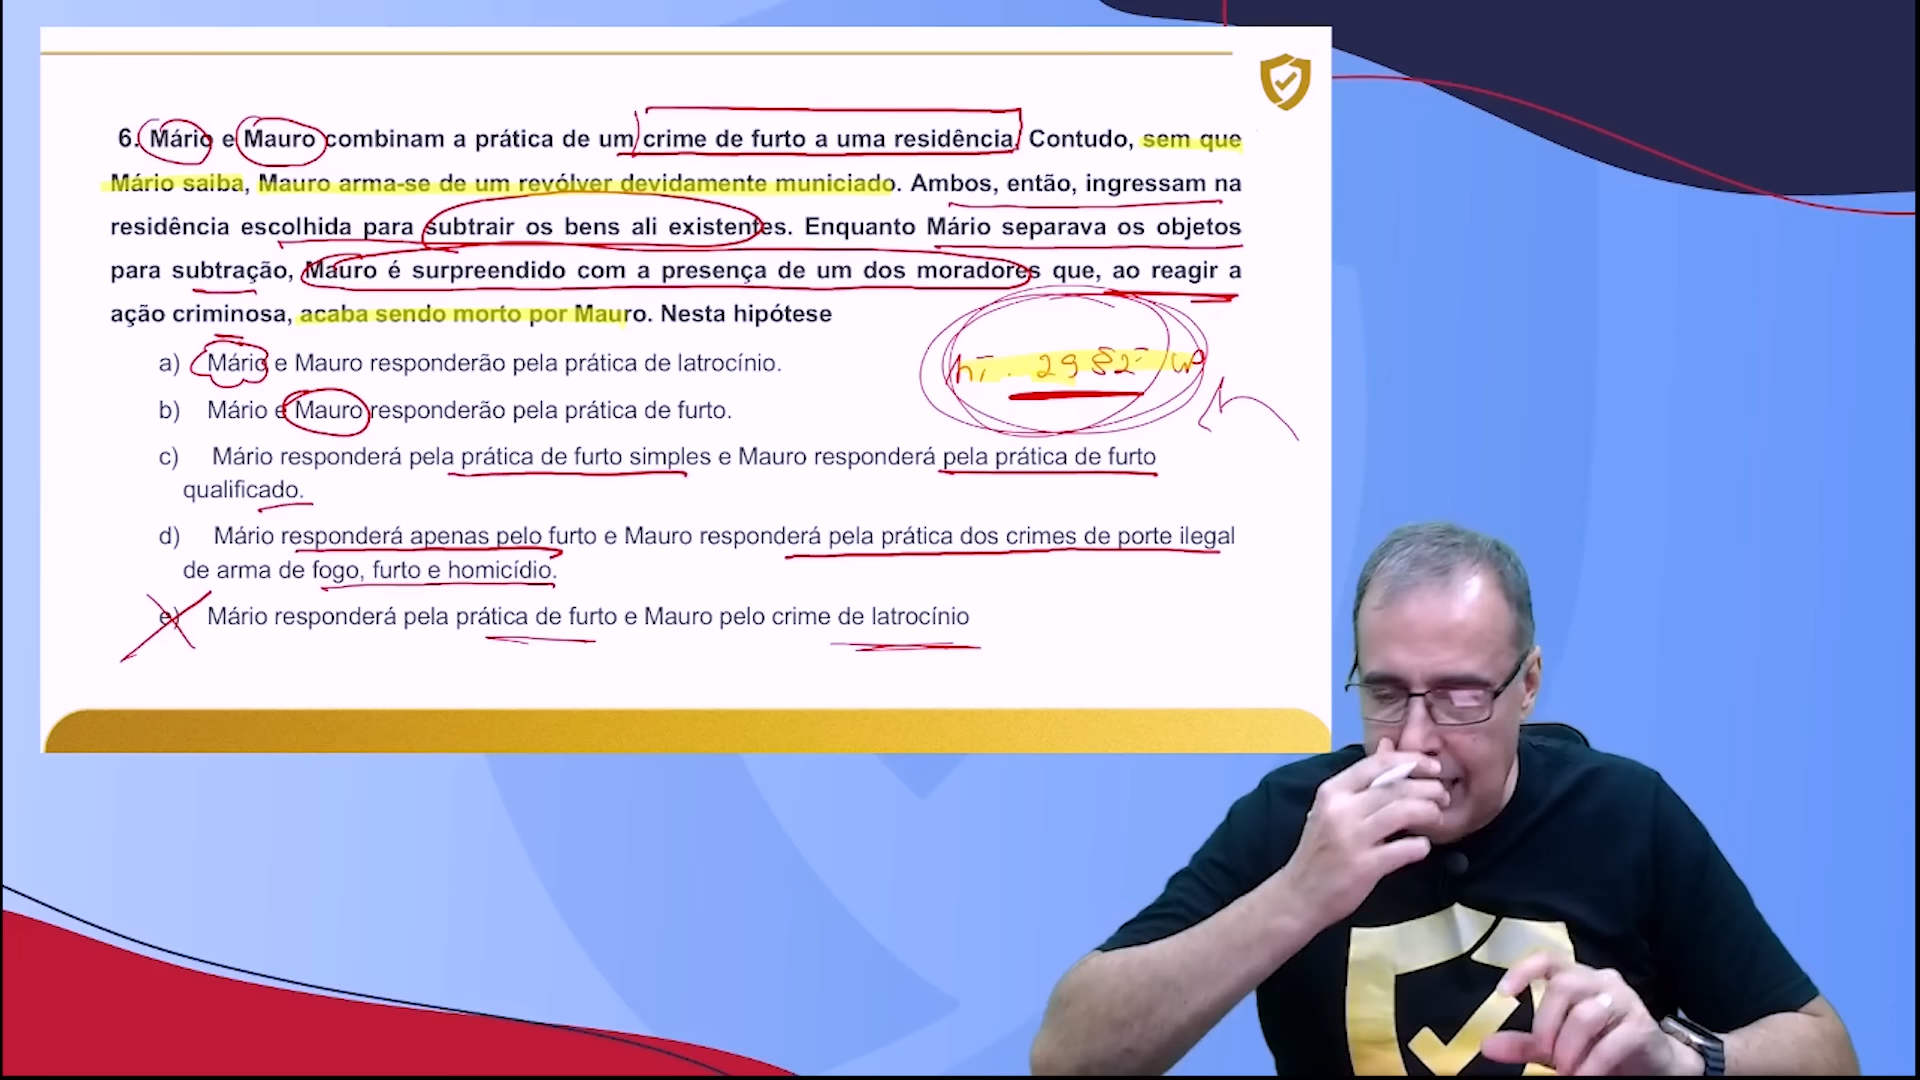 6. Mário e Mauro combinam a prática de um crime de furto a uma residência. Contudo, sem que
Mário saiba, Mauro arma-se de um revólver devidamente municiado. Ambos, então, ingressam na
residência escolhida para subtrair os bens ali existentes. Enquanto Mário separava os objetos
para subtração, Mauro é surpreendido com a presença de um dos moradores que, ao reagir a
ação criminosa, acaba sendo morto por Mauro. Nesta hipótese
a) Mário e Mauro responderão pela prática de latrocínio.
b) Mário e Mauro responderão pela prática de furto.
c) Mário responderá pela prática de furto simples e Mauro responderá pela prática de furto
qualificado.
d) Mário responderá apenas pelo furto e Mauro responderá pela prática dos crimes de porte ilegal
de arma de fogo, furto e homicídio.
e) Mário responderá pela prática de furto e Mauro pelo crime de latrocínio